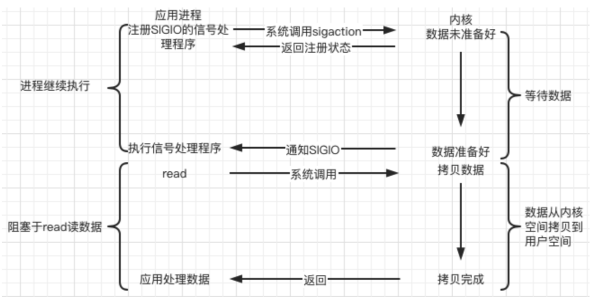 应用进程
注册SIGIO的信号处
理程序
系统调用sigaction
返回注册状态
内核
数据未准备好
进程继续执行
等待数据
执行信号处理程序
通知SIGIO
数据准备好
read
系统调用
拷贝数据
阻塞于read读数据
数据从内核
空间拷贝到
用户空间
应用处理数据
返回
拷贝完成